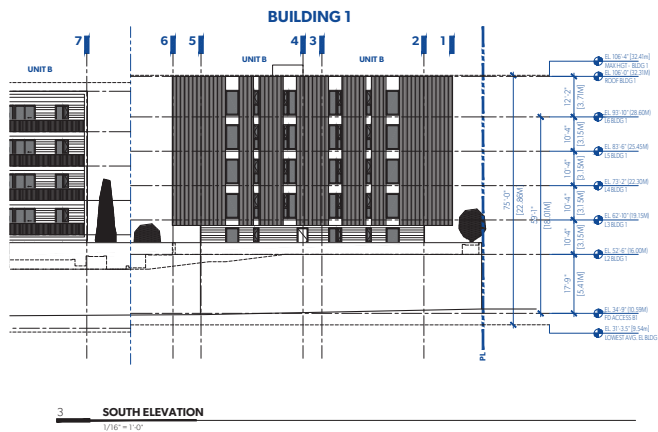 BUILDING 1
7 6 5 4 3 2 1
UNIT B
UNIT B
UNIT B
EL. 106'-4" [32.41m]
MAX HGT - BLDG 1
EL. 106'-0" [32.31M]
ROOF BLDG 1
12'-2"
[3.71M]
EL. 93'-10" [28.60M]
L6 BLDG 1
10'-4"
[3.15M]
EL. 83'-6" [25.45M]
L5 BLDG 1
10'-4"
[3.15M]
EL. 73'-2" [22.30M]
L4 BLDG 1
10'-4"
[3.15M]
EL. 62'-10" [19.15M]
L3 BLDG 1
10'-4"
[3.15M]
EL. 52'-6" [16.00M]
L2 BLDG 1
17'-9"
[5.41M]
EL. 34'-9" [10.59M]
FD ACCESS B1
EL. 31'-3.5" [9.54m]
LOWEST AVG. EL BLDG
75'-0"
[22.86M]
59'-1"
[18.01M]
PL
3 SOUTH ELEVATION
1/16" = 1'-0"